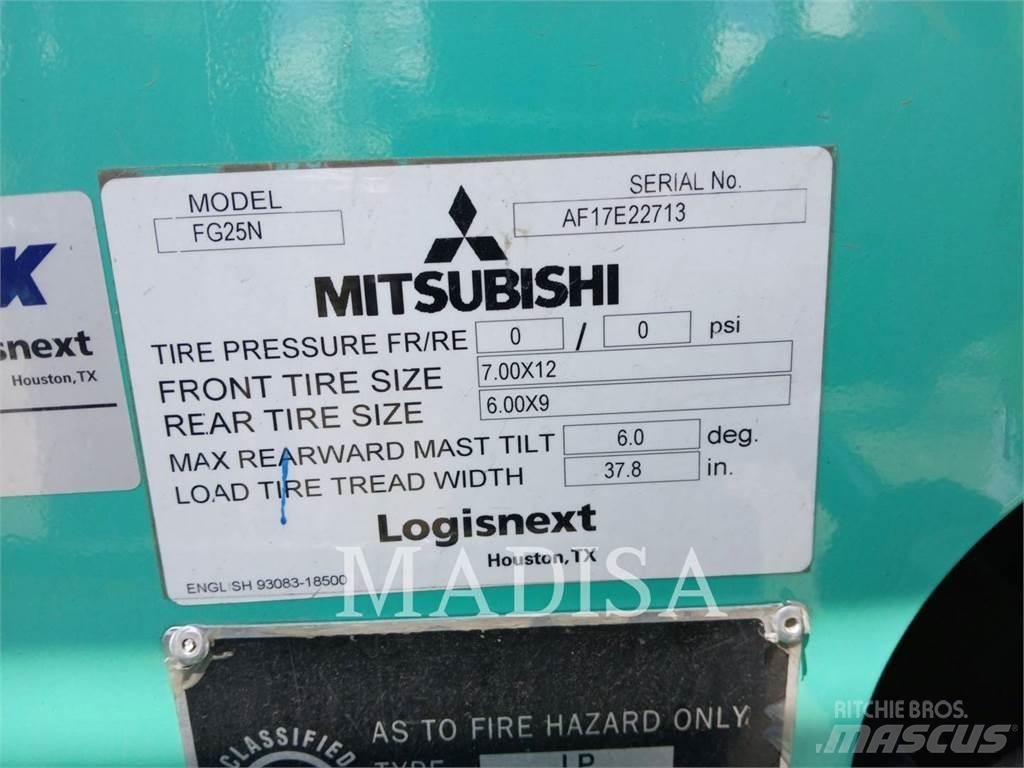 MODEL
FG25N
SERIAL No.
AF17E22713
MITSUBISHI
TIRE PRESSURE FR/RE 0 / 0 psi
FRONT TIRE SIZE 7.00X12
REAR TIRE SIZE 6.00X9
MAX REARWARD MAST TILT 6.0 deg.
LOAD TIRE TREAD WIDTH 37.8 in.
Logisnext
Houston, TX
ENGLISH 93083-18500
K
snext
Houston, TX
MADISA
CLASSIFIED
AS TO FIRE HAZARD ONLY
TYPE LP
RITCHIE BROS.
MASCUS